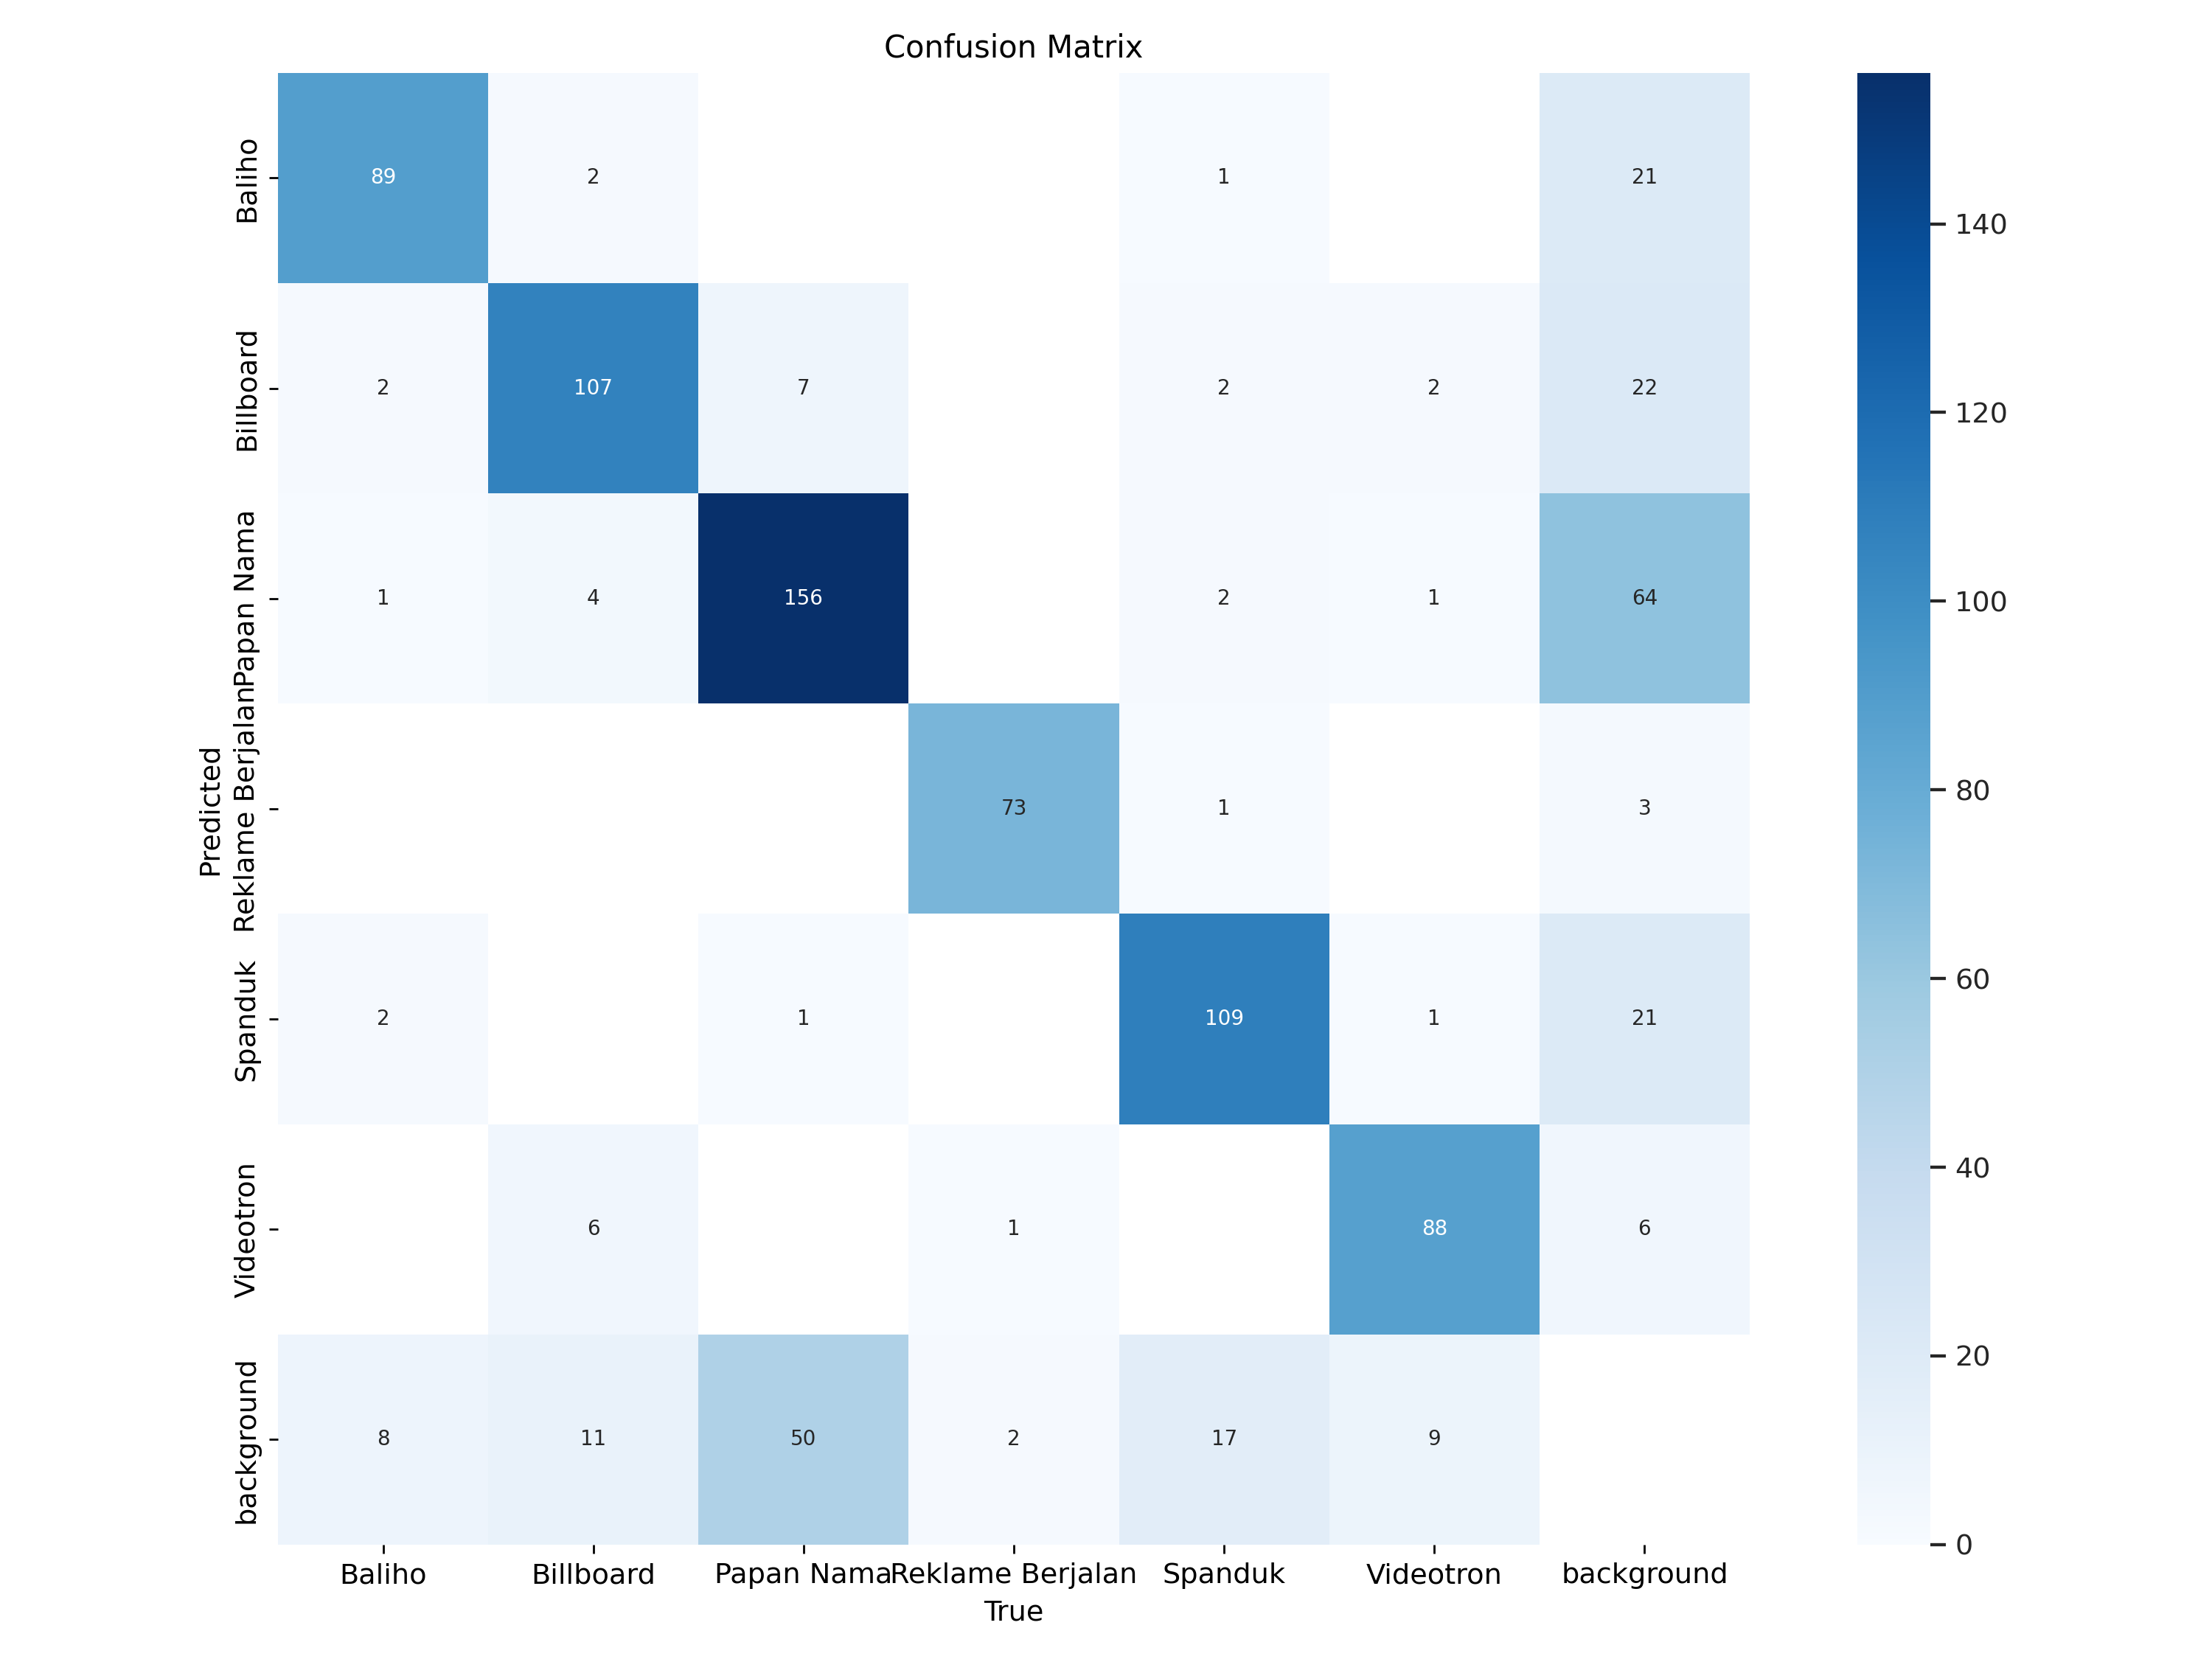 Confusion Matrix
Baliho 89 2 1 21
Billboard 2 107 7 2 2 22
Papan Nama 1 4 156 2 1 64
Reklame Berjalan 73 1 3
Spanduk 2 1 109 1 21
Videotron 6 1 88 6
background 8 11 50 2 17 9
Predicted
Baliho Billboard Papan Nama Reklame Berjalan Spanduk Videotron background
True
140
120
100
80
60
40
20
0